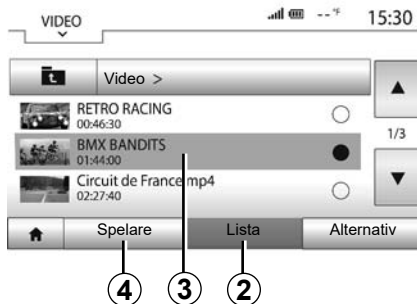 VIDEO
--°F
15:30
Video >
RETRO RACING
00:46:30
1/3
BMX BANDITS
01:44:00
Circuit de France.mp4
02:27:40
Spelare
Lista
Alternativ
4
3
2